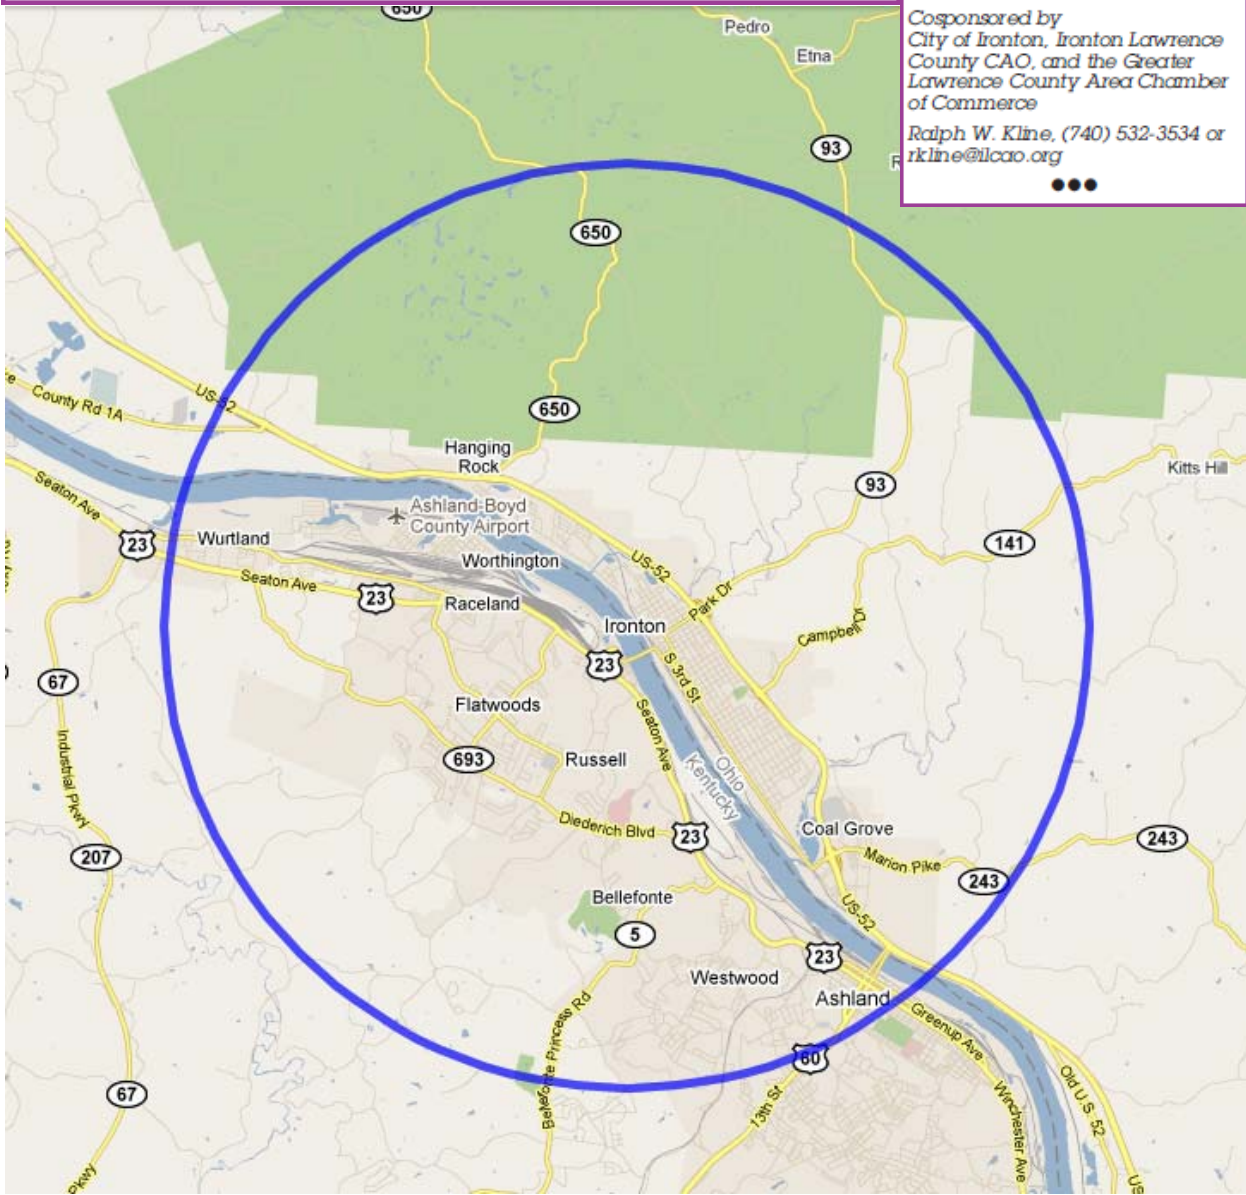 650
Cosponsored by
City of Ironton, Ironton Lawrence
County CAO, and the Greater
Lawrence County Area Chamber
of Commerce
Ralph W. Kline, (740) 532-3534 or
rkline@ilcao.org
●●●
Pedro
Etna
93
650
US-52
County Rd 1A
650
Hanging
Rock
Kitts Hill
93
Seaton Ave
Ashland-Boyd
County Airport
23
Wurtland
141
Worthington
US-52
Seaton Ave
23
Raceland
Park Dr
Ironton
Campbell Dr
23
S 3rd St
67
Flatwoods
Seaton Ave
693
Russell
Ohio
Kentucky
Industrial Pkwy
Diederich Blvd
23
Coal Grove
243
207
Marion Pike
243
Bellefonte
US-52
5
23
Westwood
Ashland
Greenup Ave
Bellefonte Princess Rd
60
67
13th St
Old U.S. 52
Winchester Ave
Pkwy
US